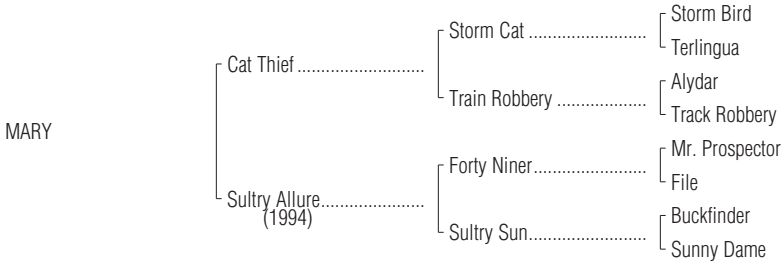 Storm Bird
Storm Cat ..............................
Terlingua
Cat Thief ..............................
Alydar
Train Robbery ......................
Track Robbery
MARY
Mr. Prospector
Forty Niner............................
File
Sultry Allure.........................
(1994)
Buckfinder
Sultry Sun..............................
Sunny Dame